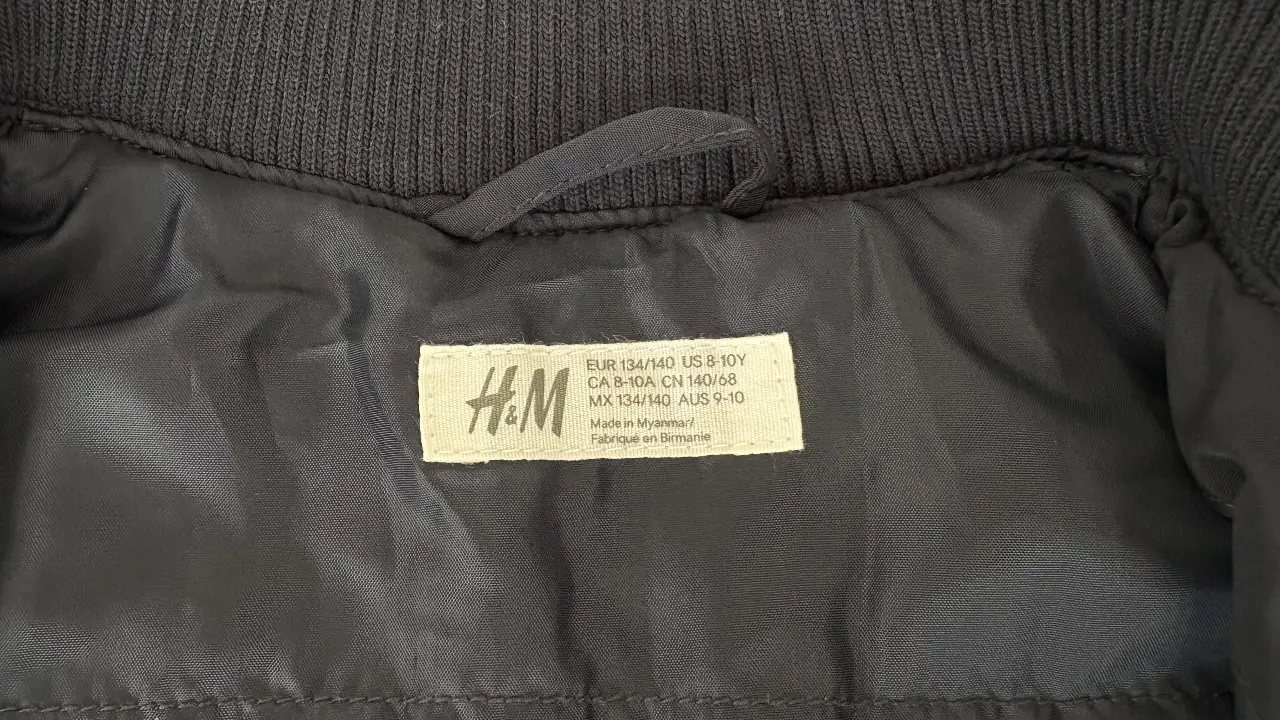 H&M
EUR 134/140 US 8-10Y
CA 8-10A CN 140/68
MX 134/140 AUS 9-10
Made in Myanmar/
Fabriqué en Birmanie